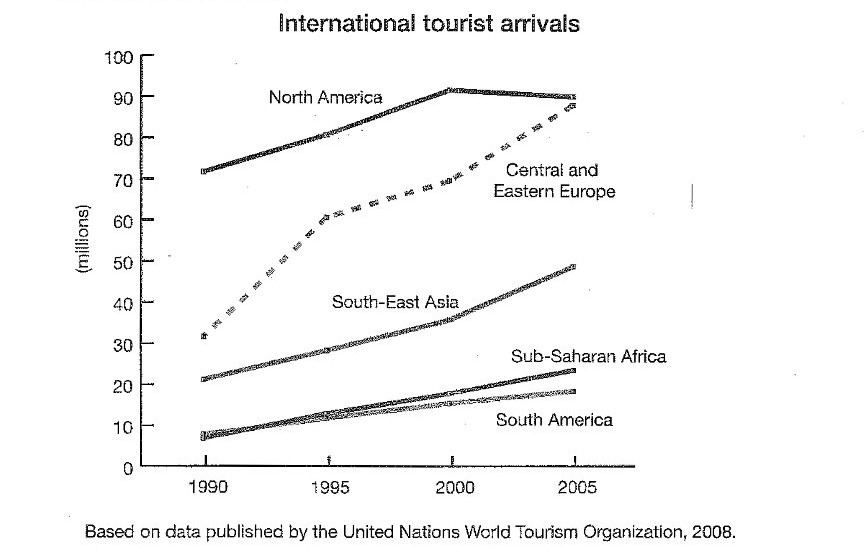 International tourist arrivals
100
90
80
70
60
50
40
30
20
10
0
(millions)
North America
Central and
Eastern Europe
South-East Asia
Sub-Saharan Africa
South America
1990
1995
2000
2005
Based on data published by the United Nations World Tourism Organization, 2008.